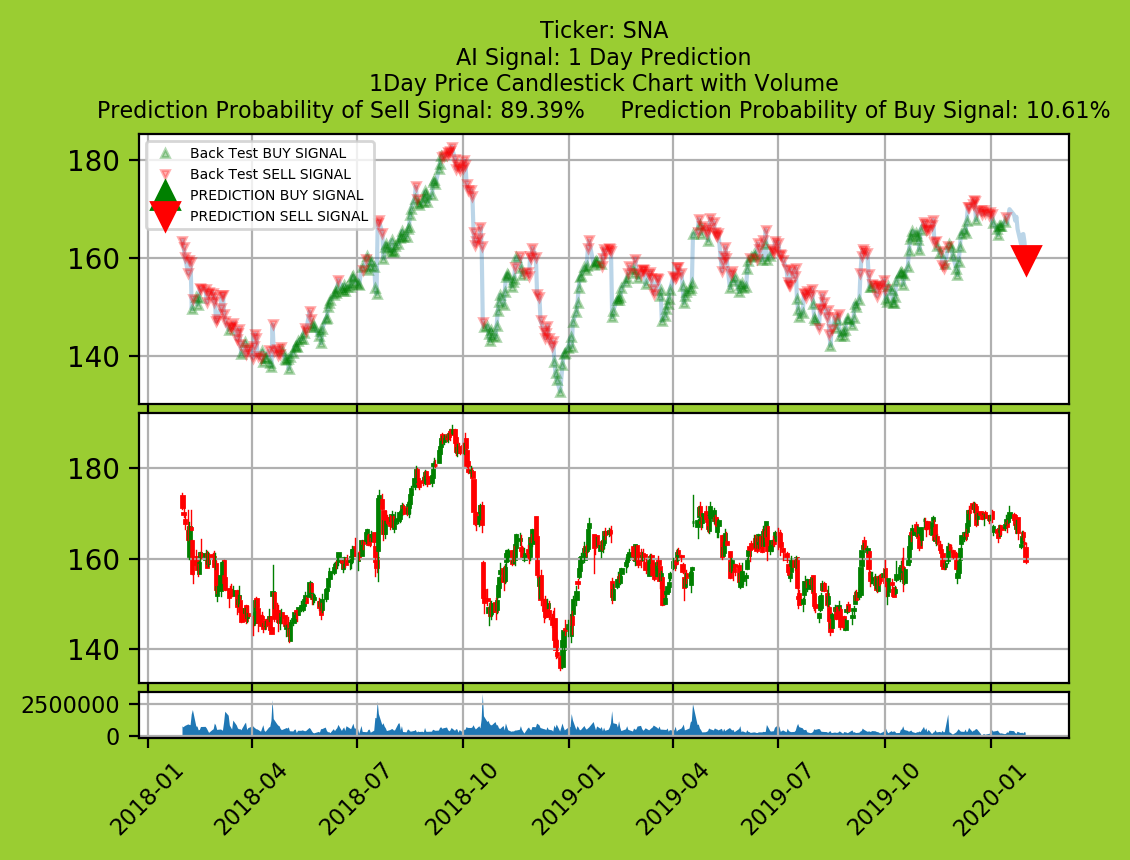 Ticker: SNA
AI Signal: 1 Day Prediction
1Day Price Candlestick Chart with Volume
Prediction Probability of Sell Signal: 89.39% Prediction Probability of Buy Signal: 10.61%
Back Test BUY SIGNAL
Back Test SELL SIGNAL
PREDICTION BUY SIGNAL
PREDICTION SELL SIGNAL
180
160
140
180
160
140
2500000
0
2018-01
2018-04
2018-07
2018-10
2019-01
2019-04
2019-07
2019-10
2020-01